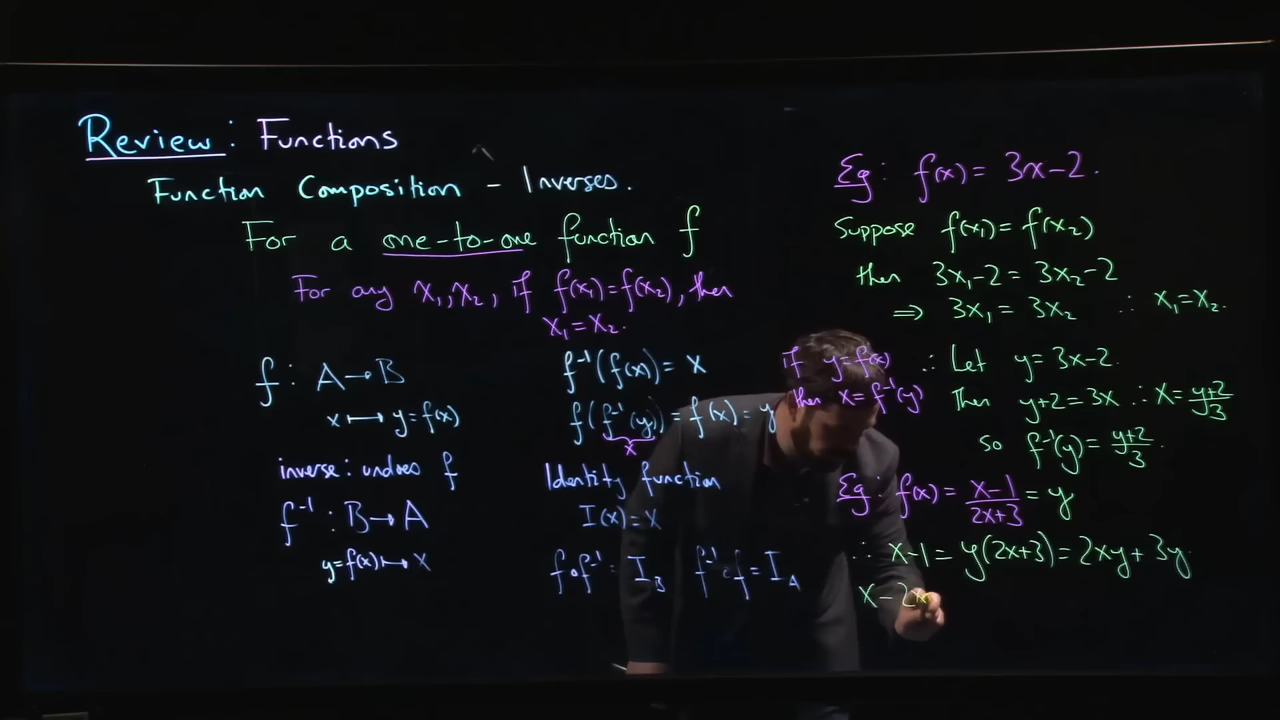 Review: Functions
Function Composition - Inverses.
For a one-to-one function f
For any x₁, x₂, if f(x₁)=f(x₂), then
x₁=x₂.
f: A→B
x ↦ y=f(x)
inverse: undoes f
f⁻¹: B→A
y=f(x) ↦ x
f⁻¹(f(x)) = x
f(f⁻¹(y)) = f(x) = y
x
Identity function
I(x)=x
f∘f⁻¹ = I_B f⁻¹∘f = I_A
Eg: f(x) = 3x-2.
Suppose f(x₁)=f(x₂)
then 3x₁-2 = 3x₂-2
⇒ 3x₁ = 3x₂ ∴ x₁=x₂.
if y=f(x)
then x=f⁻¹(y)
∴ Let y=3x-2.
Then y+2=3x ∴ x=\frac{y+2}{3}
so f⁻¹(y)=\frac{y+2}{3}.
Eg: f(x) = \frac{x-1}{2x+3} = y
∴ x-1 = y(2x+3) = 2xy+3y.
x-2x